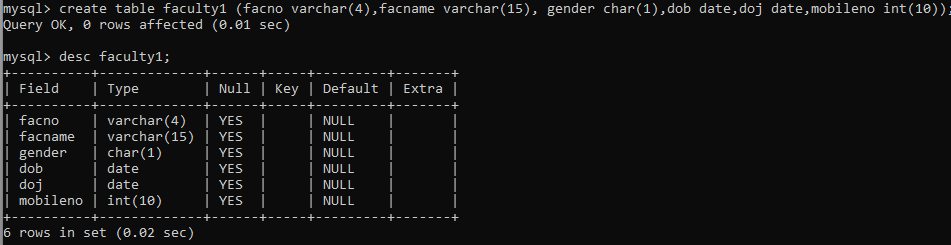 mysql> create table faculty1 (facno varchar(4),facname varchar(15), gender char(1),dob date,doj date,mobileno int(10));
Query OK, 0 rows affected (0.01 sec)
mysql> desc faculty1;
+----------+-------------+------+-----+---------+-------+
| Field    | Type        | Null | Key | Default | Extra |
+----------+-------------+------+-----+---------+-------+
| facno    | varchar(4)  | YES  |     | NULL    |       |
| facname  | varchar(15) | YES  |     | NULL    |       |
| gender   | char(1)     | YES  |     | NULL    |       |
| dob      | date        | YES  |     | NULL    |       |
| doj      | date        | YES  |     | NULL    |       |
| mobileno | int(10)     | YES  |     | NULL    |       |
+----------+-------------+------+-----+---------+-------+
6 rows in set (0.02 sec)